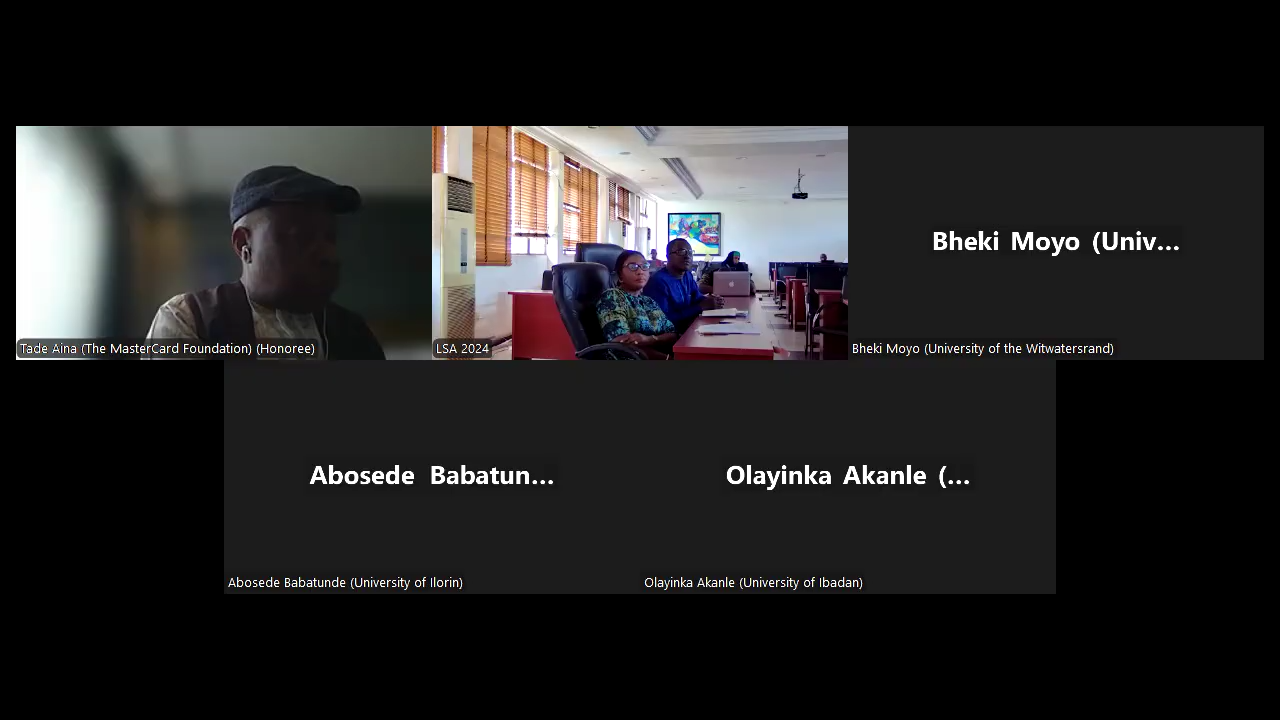 Bheki Moyo (Univ...
Tade Aina (The MasterCard Foundation) (Honoree)
LSA 2024
Bheki Moyo (University of the Witwatersrand)
Abosede Babatun...
Olayinka Akanle (...
Abosede Babatunde (University of Ilorin)
Olayinka Akanle (University of Ibadan)